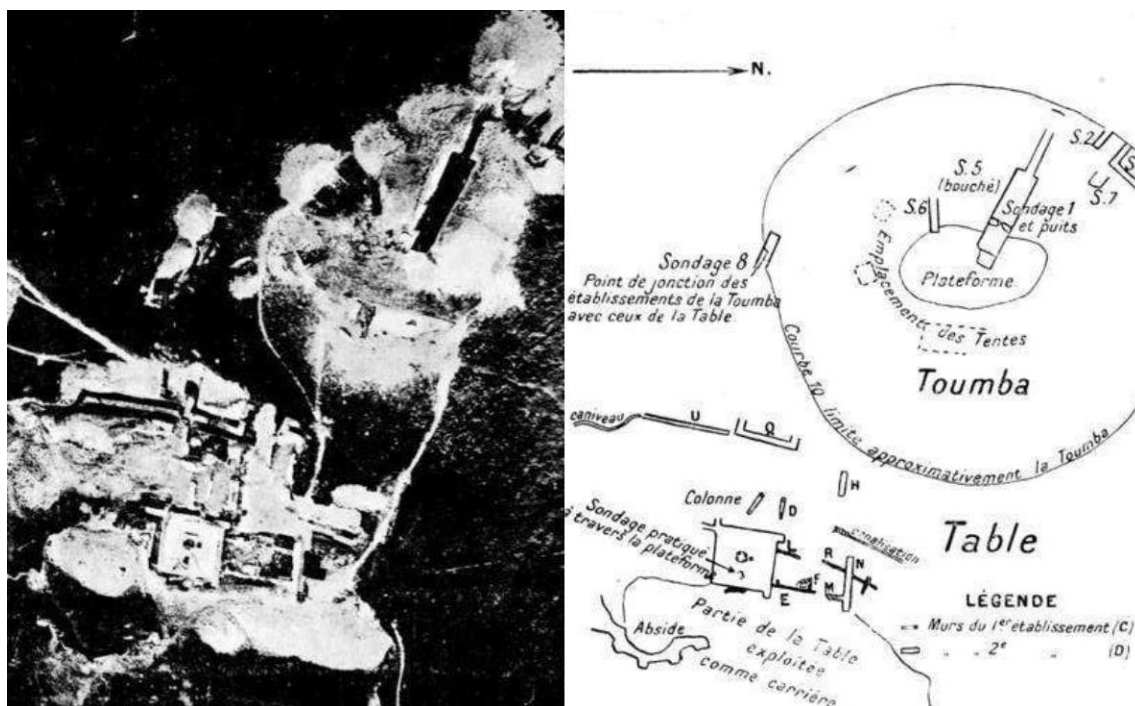 N.
S.2
S.5
(bouché)
S.7
S.6
Sondage 1
et puits
Sondage 8
Point de jonction des
établissements de la Toumba
avec ceux de la Table
Plateforme
Emplacement
des Tentes
Toumba
Courbe 10 limite approximativement la Toumba
caniveau
U
Q
H
Colonne
D
Sondage pratiqué
à travers la plateforme
L
canalisation
Table
R
N
F
M
P
E
Partie de la Table
exploitée
comme carrière
Abside
LÉGENDE
Murs du 1er établissement (C)
„ „ 2e „ (D)